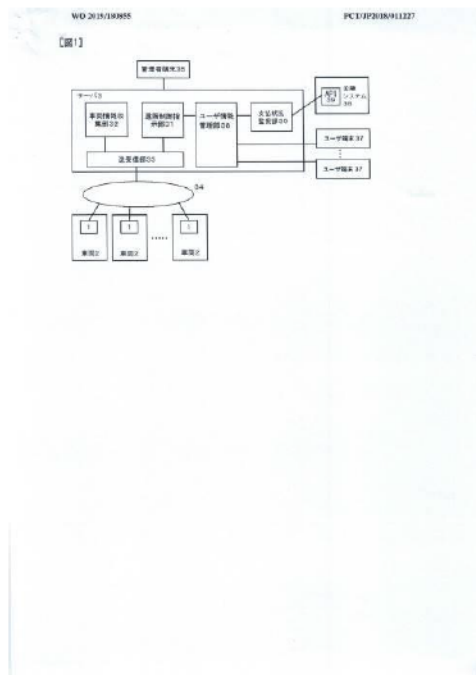 WO 2019/180855 PCT/JP2018/011227
【図1】
管理者端末35
サーバ3
車両情報収
集部32
遠隔制御指
示部31
ユーザ情報
管理部36
支払状況
監視部30
API
39
金融
システム
38
送受信部33
ユーザ端末37
ユーザ端末37
34
1
1
1
車両2
車両2
車両2